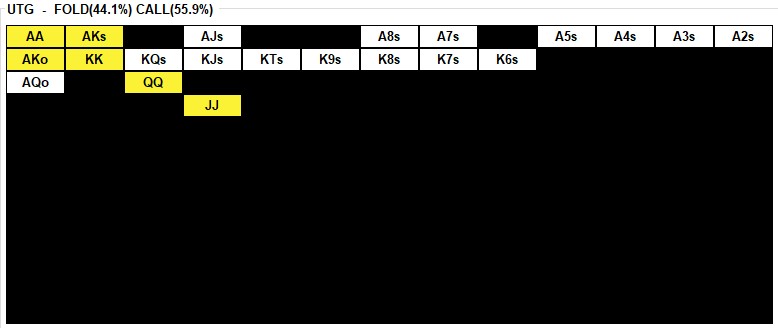 UTG - FOLD(44.1%) CALL(55.9%)
AA AKs AJs A8s A7s A5s A4s A3s A2s
AKo KK KQs KJs KTs K9s K8s K7s K6s
AQo QQ
JJ